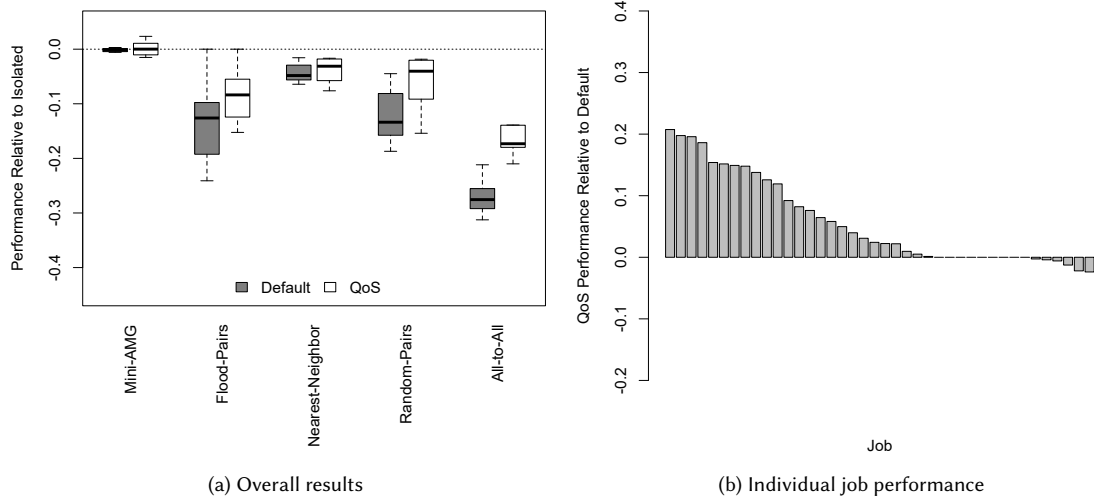 Performance Relative to Isolated
0.0
-0.1
-0.2
-0.3
-0.4
Default
QoS
Mini-AMG
Flood-Pairs
Nearest-Neighbor
Random-Pairs
All-to-All
(a) Overall results
QoS Performance Relative to Default
0.4
0.3
0.2
0.1
0.0
-0.1
-0.2
Job
(b) Individual job performance